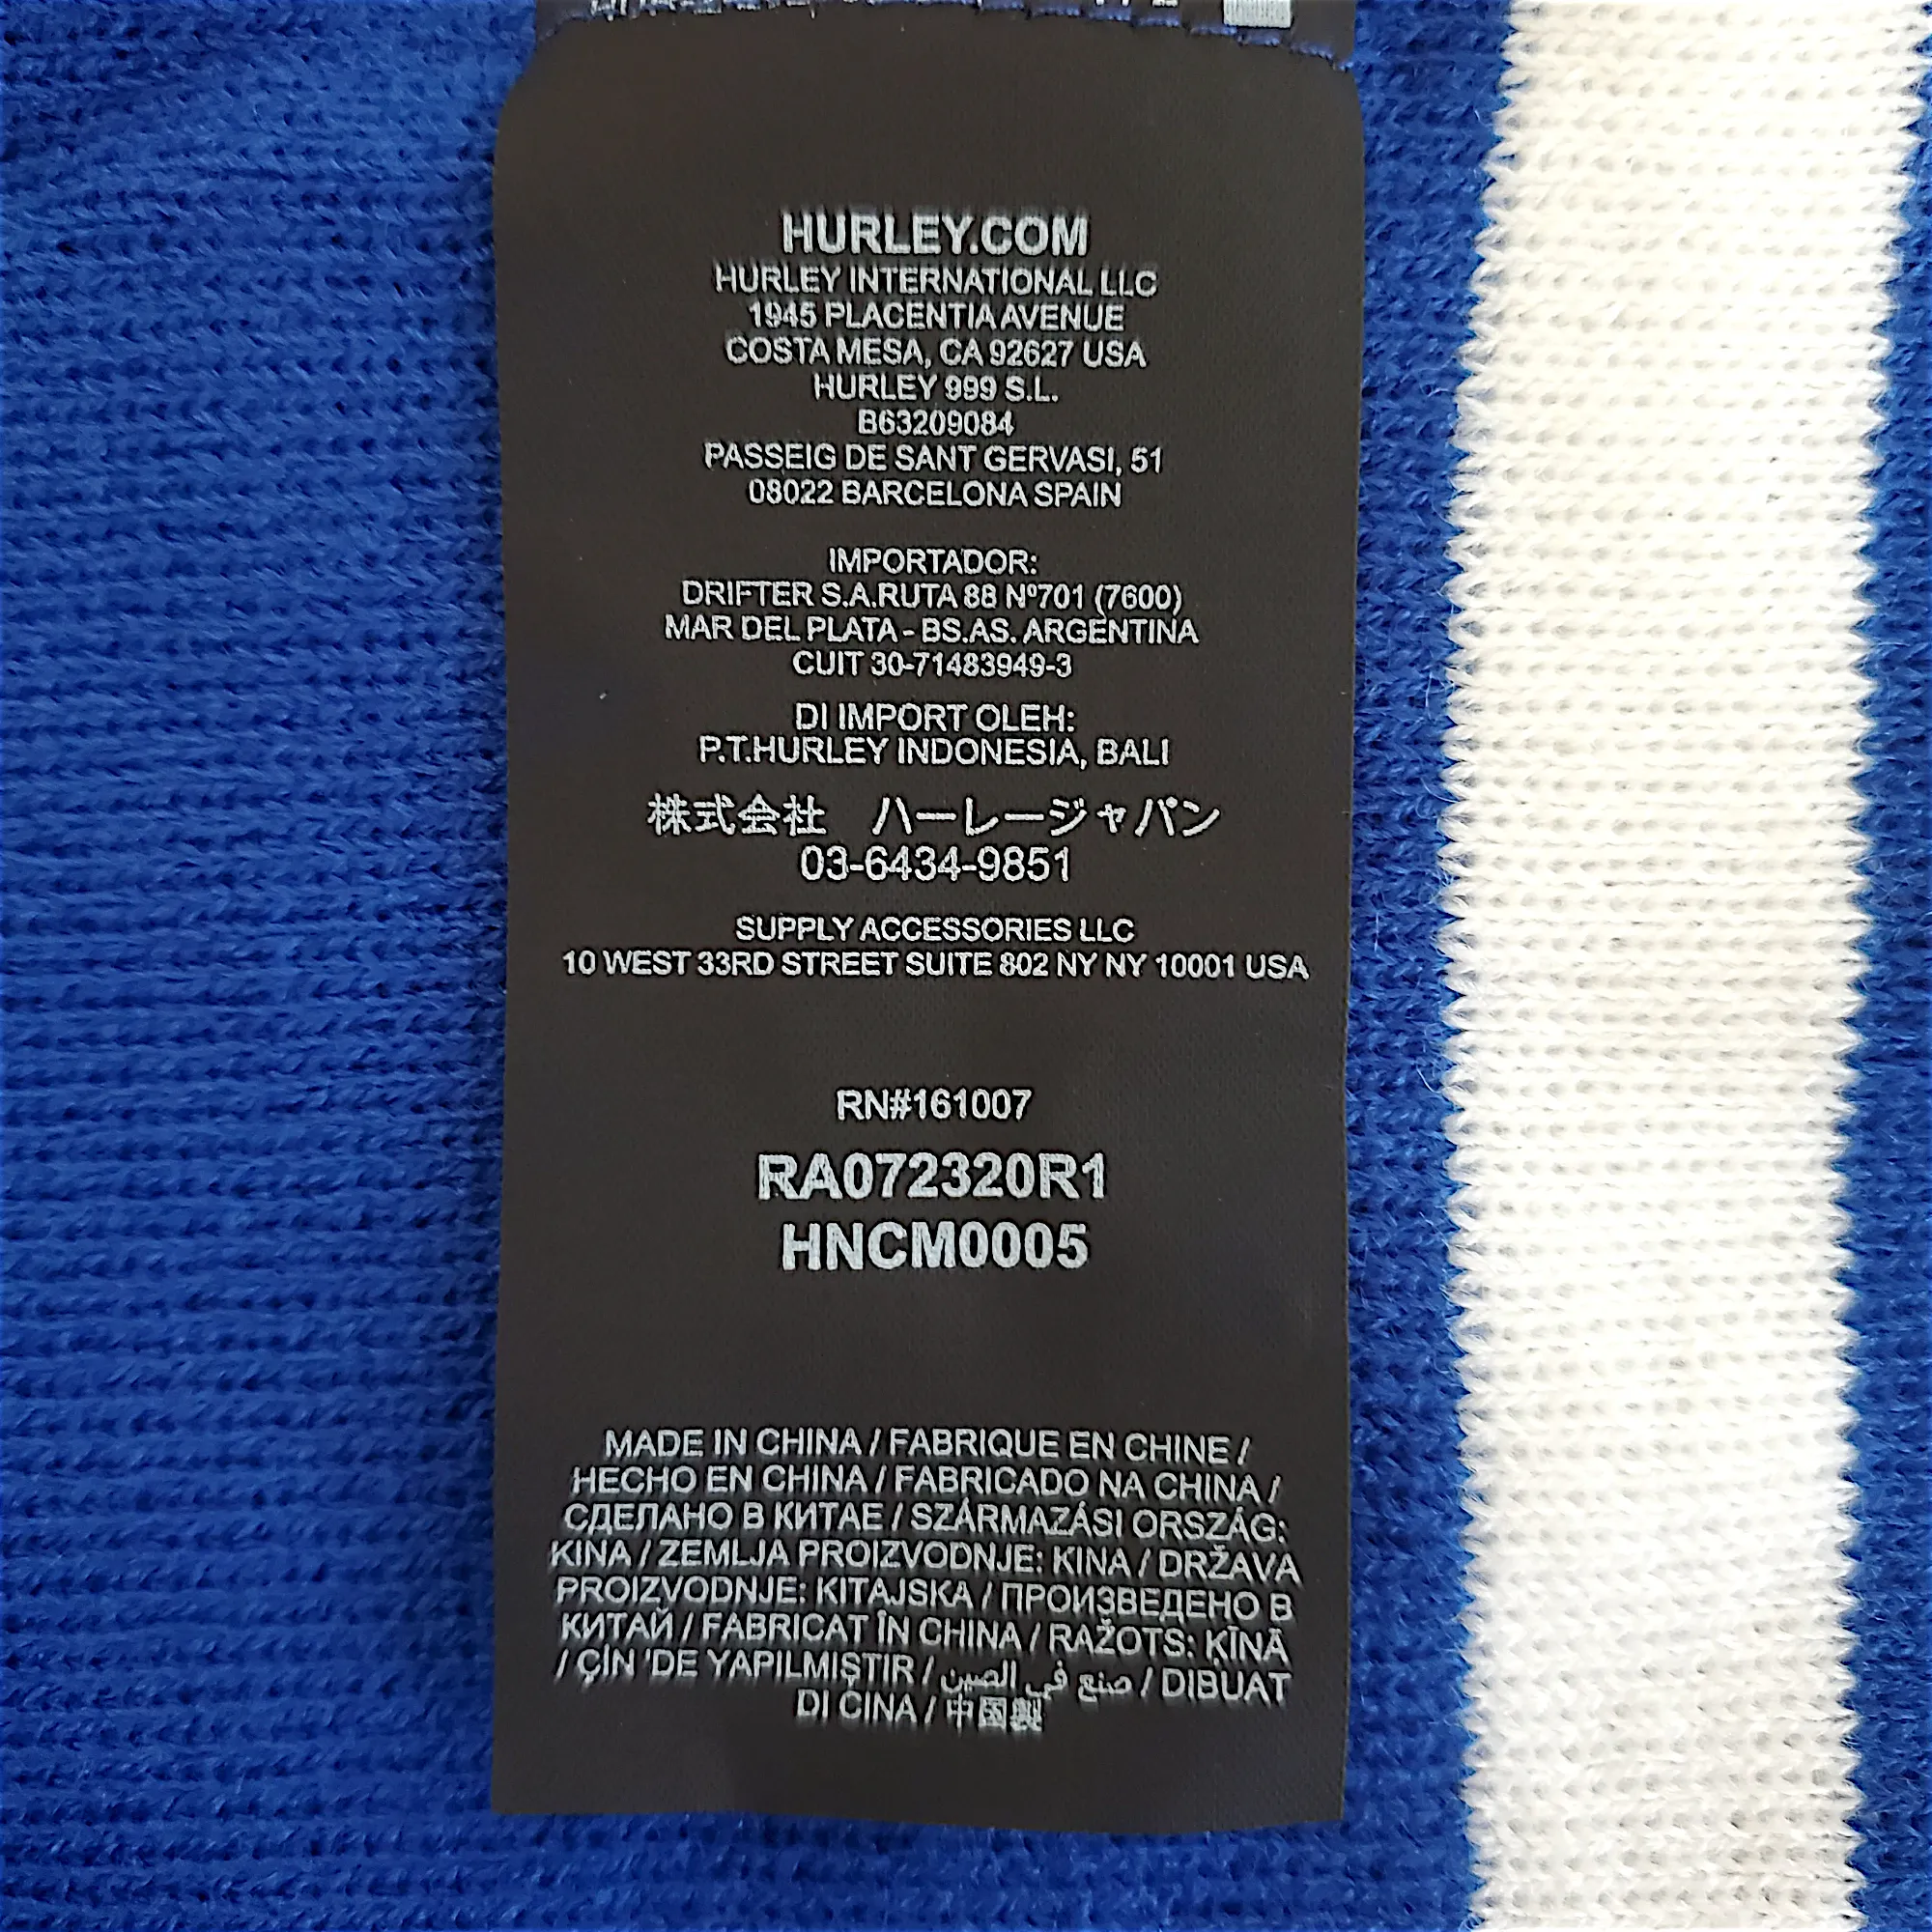 HURLEY.COM
HURLEY INTERNATIONAL LLC
1945 PLACENTIA AVENUE
COSTA MESA, CA 92627 USA
HURLEY 999 S.L.
B63209084
PASSEIG DE SANT GERVASI, 51
08022 BARCELONA SPAIN
IMPORTADOR:
DRIFTER S.A.RUTA 88 Nº701 (7600)
MAR DEL PLATA - BS.AS. ARGENTINA
CUIT 30-71483949-3
DI IMPORT OLEH:
P.T.HURLEY INDONESIA, BALI
株式会社　ハーレージャパン
03-6434-9851
SUPPLY ACCESSORIES LLC
10 WEST 33RD STREET SUITE 802 NY NY 10001 USA
RN#161007
RA072320R1
HNCM0005
MADE IN CHINA / FABRIQUE EN CHINE /
HECHO EN CHINA / FABRICADO NA CHINA /
СДЕЛАНО В КИТАЕ / SZÁRMAZÁSI ORSZÁG:
KINA / ZEMLJA PROIZVODNJE: KINA / DRŽAVA
PROIZVODNJE: KITAJSKA / ПРОИЗВЕДЕНО В
КИТАЙ / FABRICAT ÎN CHINA / RAŽOTS: ĶĪNĀ
/ ÇİN 'DE YAPILMIŞTIR / صنع في الصين / DIBUAT
DI CINA / 中国製